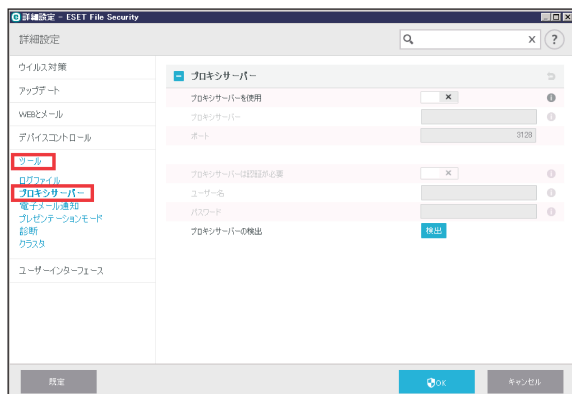 詳細設定 - ESET File Security
詳細設定
?
ウイルス対策
アップデート
WEBとメール
デバイスコントロール
ツール
ログファイル
プロキシサーバー
電子メール通知
プレゼンテーションモード
診断
クラスタ
ユーザーインターフェース
プロキシサーバー
プロキシサーバーを使用
プロキシサーバー
ポート 3128
プロキシサーバーは認証が必要
ユーザー名
パスワード
プロキシサーバーの検出 検出
既定 OK キャンセル